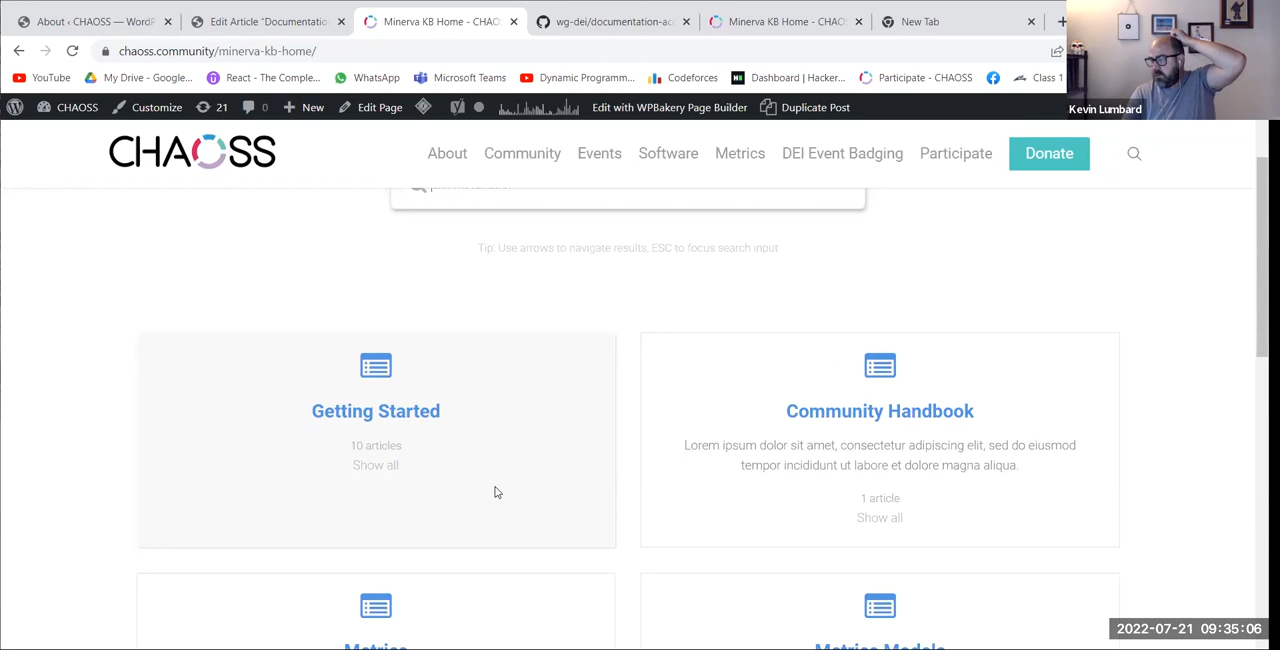 About ‹ CHAOSS — WordP
Edit Article "Documentatio
Minerva KB Home - CHAO
wg-dei/documentation-acc
Minerva KB Home - CHAO
New Tab
chaoss.community/minerva-kb-home/
YouTube
My Drive - Google...
React - The Comple...
WhatsApp
Microsoft Teams
Dynamic Programm...
Codeforces
Dashboard | Hacker...
Participate - CHAOSS
Class 1
Kevin Lumbard
CHAOSS
Customize
21
0
New
Edit Page
Edit with WPBakery Page Builder
Duplicate Post
CHAOSS
About
Community
Events
Software
Metrics
DEI Event Badging
Participate
Donate
Tip: Use arrows to navigate results, ESC to focus search input
Getting Started
10 articles
Show all
Community Handbook
Lorem ipsum dolor sit amet, consectetur adipiscing elit, sed do eiusmod
tempor incididunt ut labore et dolore magna aliqua.
1 article
Show all
Metrics
Metrics Models
2022-07-21 09:35:06